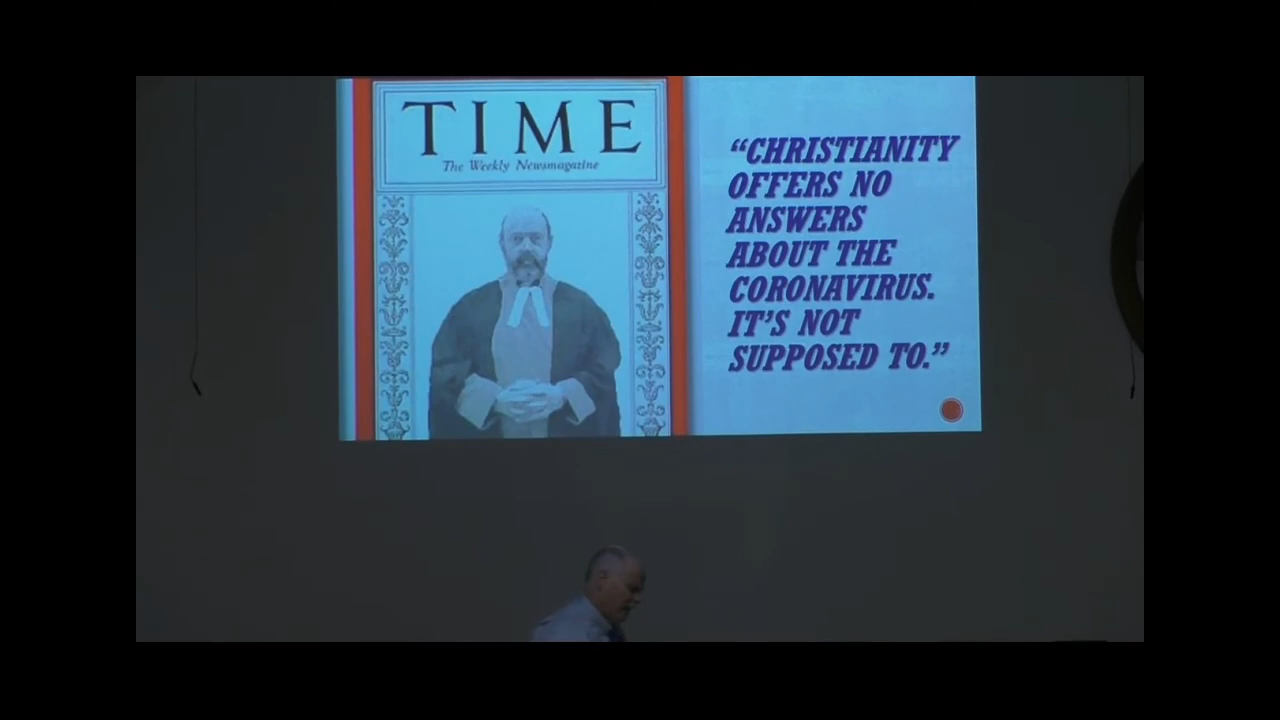 TIME
The Weekly Newsmagazine
“CHRISTIANITY
OFFERS NO
ANSWERS
ABOUT THE
CORONAVIRUS.
IT’S NOT
SUPPOSED TO.”